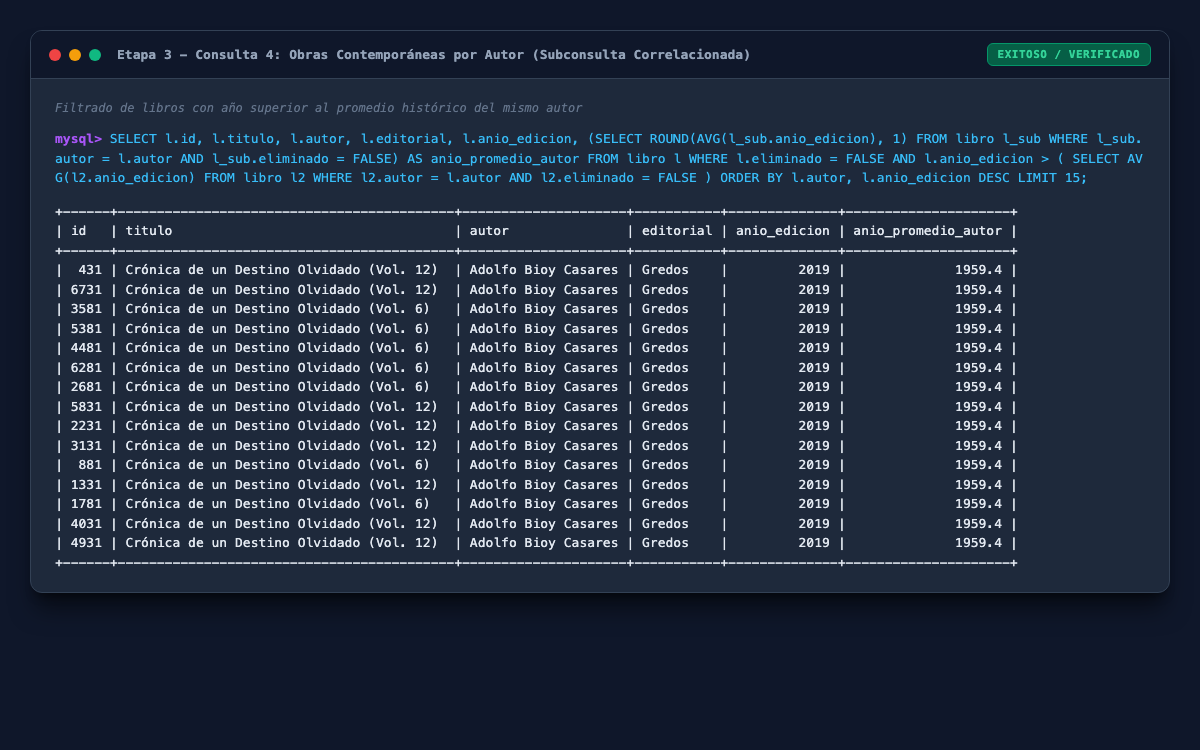 Etapa 3 — Consulta 4: Obras Contemporáneas por Autor (Subconsulta Correlacionada)
EXITOSO / VERIFICADO
Filtrado de libros con año superior al promedio histórico del mismo autor
mysql> SELECT l.id, l.titulo, l.autor, l.editorial, l.anio_edicion, (SELECT ROUND(AVG(l_sub.anio_edicion), 1) FROM libro l_sub WHERE l_sub.
autor = l.autor AND l_sub.eliminado = FALSE) AS anio_promedio_autor FROM libro l WHERE l.eliminado = FALSE AND l.anio_edicion > ( SELECT AV
G(l2.anio_edicion) FROM libro l2 WHERE l2.autor = l.autor AND l2.eliminado = FALSE ) ORDER BY l.autor, l.anio_edicion DESC LIMIT 15;
+------+-------------------------------------------+---------------------+-----------+--------------+---------------------+
| id   | titulo                                    | autor               | editorial | anio_edicion | anio_promedio_autor |
+------+-------------------------------------------+---------------------+-----------+--------------+---------------------+
|  431 | Crónica de un Destino Olvidado (Vol. 12)  | Adolfo Bioy Casares | Gredos    |         2019 |              1959.4 |
| 6731 | Crónica de un Destino Olvidado (Vol. 12)  | Adolfo Bioy Casares | Gredos    |         2019 |              1959.4 |
| 3581 | Crónica de un Destino Olvidado (Vol. 6)   | Adolfo Bioy Casares | Gredos    |         2019 |              1959.4 |
| 5381 | Crónica de un Destino Olvidado (Vol. 6)   | Adolfo Bioy Casares | Gredos    |         2019 |              1959.4 |
| 4481 | Crónica de un Destino Olvidado (Vol. 6)   | Adolfo Bioy Casares | Gredos    |         2019 |              1959.4 |
| 6281 | Crónica de un Destino Olvidado (Vol. 6)   | Adolfo Bioy Casares | Gredos    |         2019 |              1959.4 |
| 2681 | Crónica de un Destino Olvidado (Vol. 6)   | Adolfo Bioy Casares | Gredos    |         2019 |              1959.4 |
| 5831 | Crónica de un Destino Olvidado (Vol. 12)  | Adolfo Bioy Casares | Gredos    |         2019 |              1959.4 |
| 2231 | Crónica de un Destino Olvidado (Vol. 12)  | Adolfo Bioy Casares | Gredos    |         2019 |              1959.4 |
| 3131 | Crónica de un Destino Olvidado (Vol. 12)  | Adolfo Bioy Casares | Gredos    |         2019 |              1959.4 |
|  881 | Crónica de un Destino Olvidado (Vol. 6)   | Adolfo Bioy Casares | Gredos    |         2019 |              1959.4 |
| 1331 | Crónica de un Destino Olvidado (Vol. 12)  | Adolfo Bioy Casares | Gredos    |         2019 |              1959.4 |
| 1781 | Crónica de un Destino Olvidado (Vol. 6)   | Adolfo Bioy Casares | Gredos    |         2019 |              1959.4 |
| 4031 | Crónica de un Destino Olvidado (Vol. 12)  | Adolfo Bioy Casares | Gredos    |         2019 |              1959.4 |
| 4931 | Crónica de un Destino Olvidado (Vol. 12)  | Adolfo Bioy Casares | Gredos    |         2019 |              1959.4 |
+------+-------------------------------------------+---------------------+-----------+--------------+---------------------+